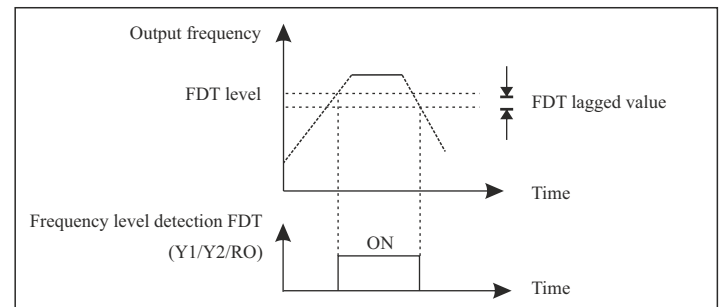 Output frequency
FDT level
FDT lagged value
Time
Frequency level detection FDT
(Y1/Y2/RO)
ON
Time